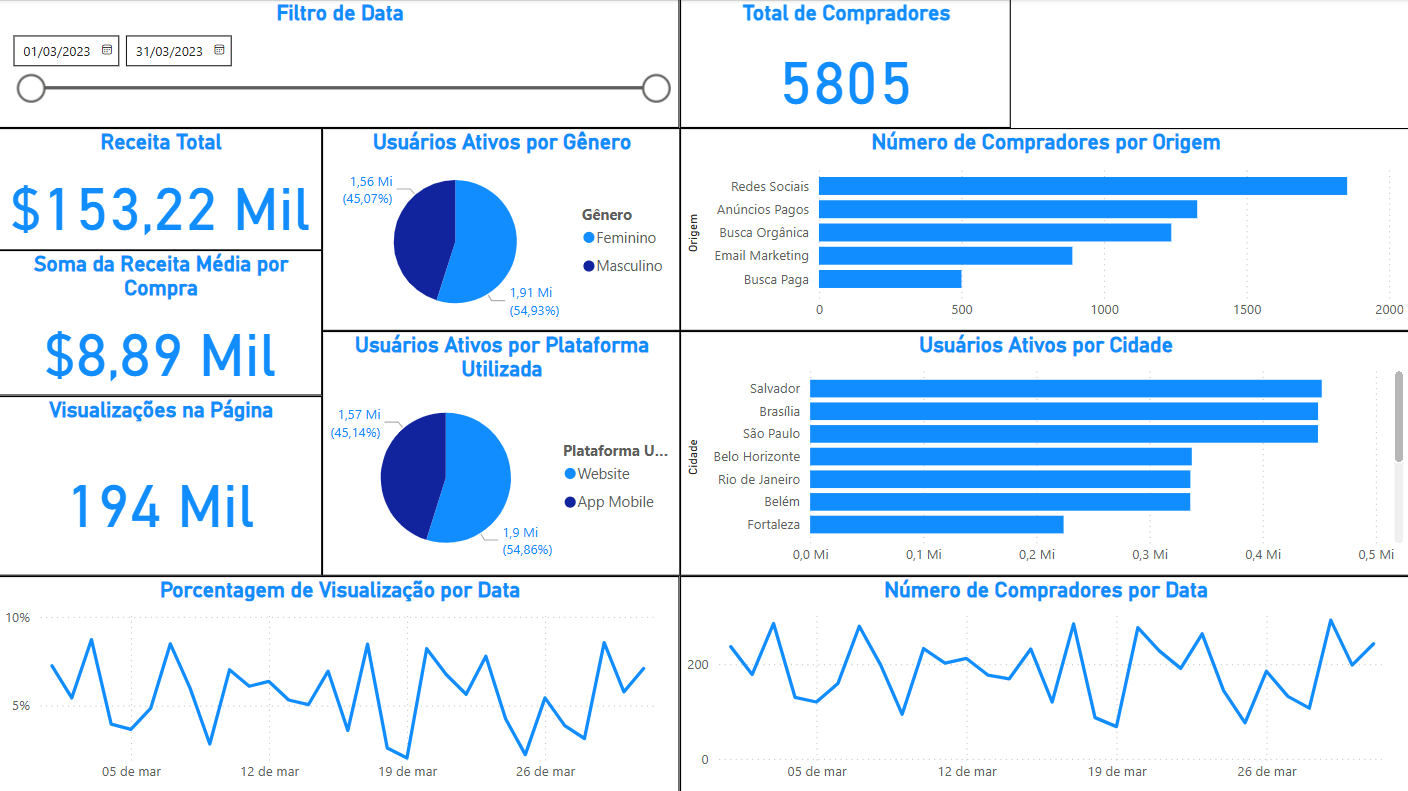 Filtro de Data
01/03/2023
31/03/2023
Total de Compradores
5805
Receita Total
$153,22 Mil
Soma da Receita Média por
Compra
$8,89 Mil
Visualizações na Página
194 Mil
Usuários Ativos por Gênero
1,56 Mi
(45,07%)
1,91 Mi
(54,93%)
Gênero
Feminino
Masculino
Usuários Ativos por Plataforma
Utilizada
1,57 Mi
(45,14%)
1,9 Mi
(54,86%)
Plataforma U...
Website
App Mobile
Número de Compradores por Origem
Origem
Redes Sociais
Anúncios Pagos
Busca Orgânica
Email Marketing
Busca Paga
0 500 1000 1500 2000
Usuários Ativos por Cidade
Cidade
Salvador
Brasília
São Paulo
Belo Horizonte
Rio de Janeiro
Belém
Fortaleza
0,0 Mi 0,1 Mi 0,2 Mi 0,3 Mi 0,4 Mi 0,5 Mi
Porcentagem de Visualização por Data
10%
5%
05 de mar 12 de mar 19 de mar 26 de mar
Número de Compradores por Data
200
0
05 de mar 12 de mar 19 de mar 26 de mar